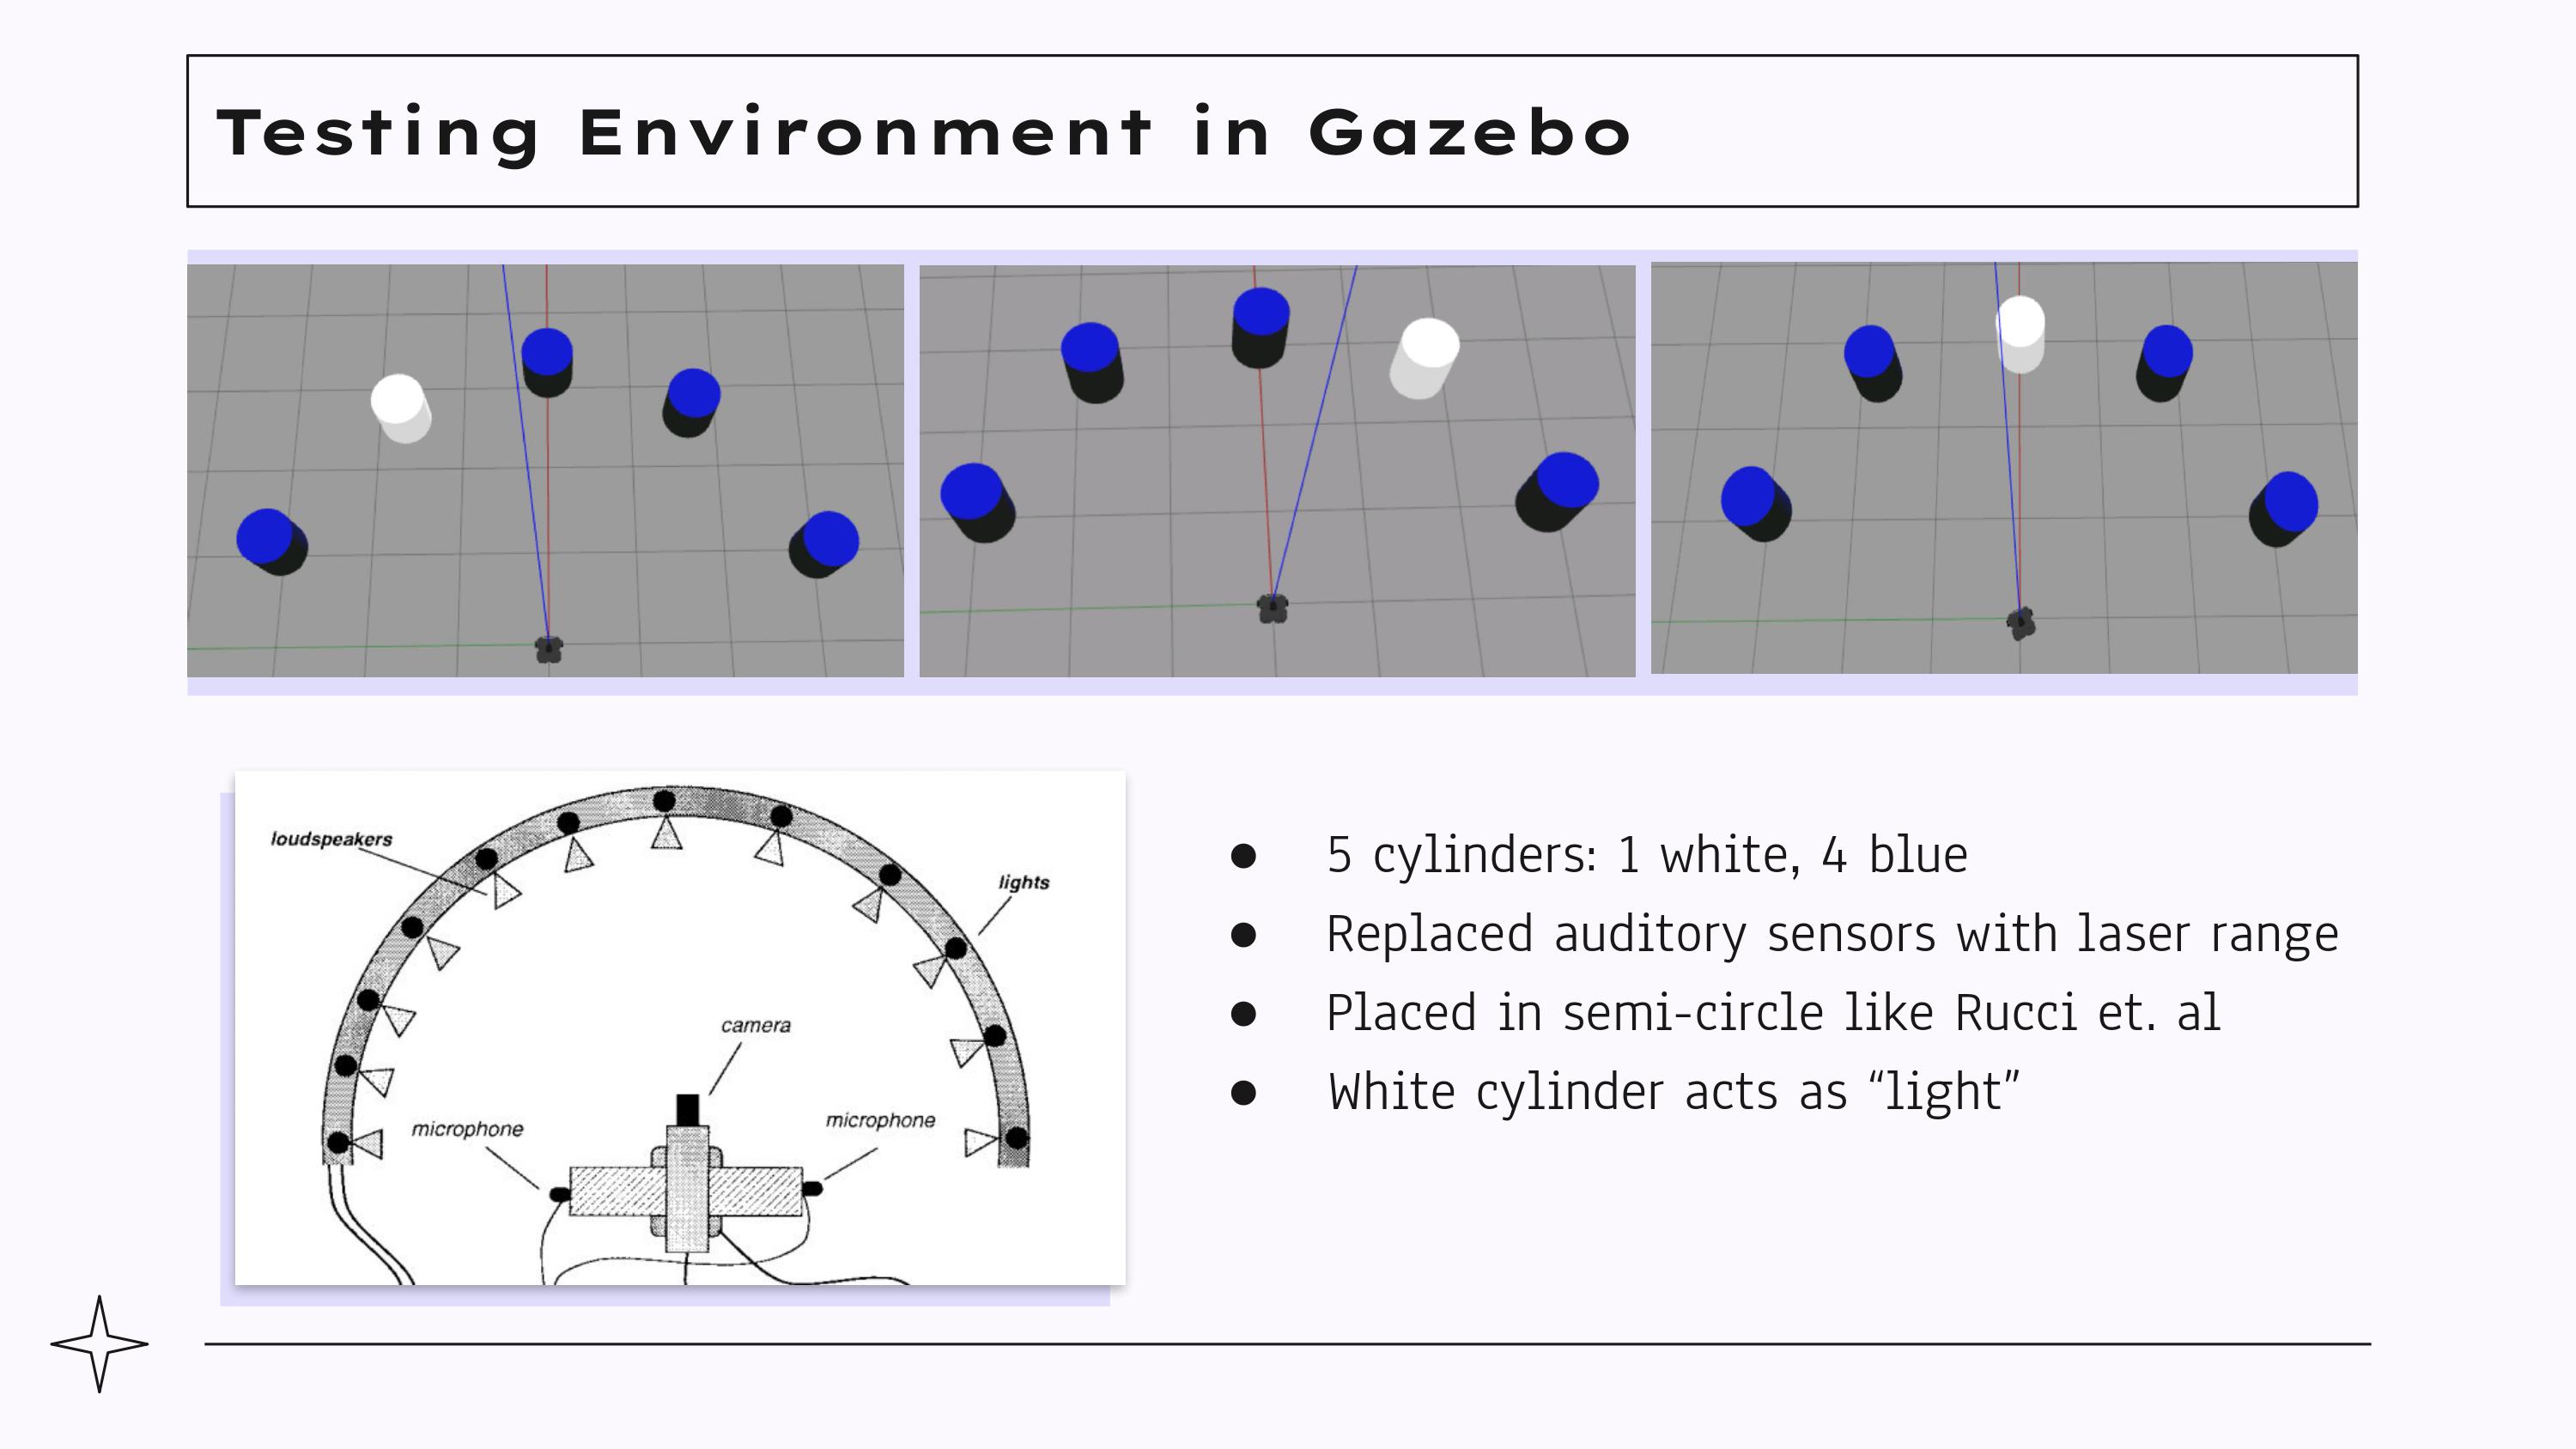 Testing Environment in Gazebo
loudspeakers
lights
camera
microphone
microphone
● 5 cylinders: 1 white, 4 blue
● Replaced auditory sensors with laser range
● Placed in semi-circle like Rucci et. al
● White cylinder acts as “light”